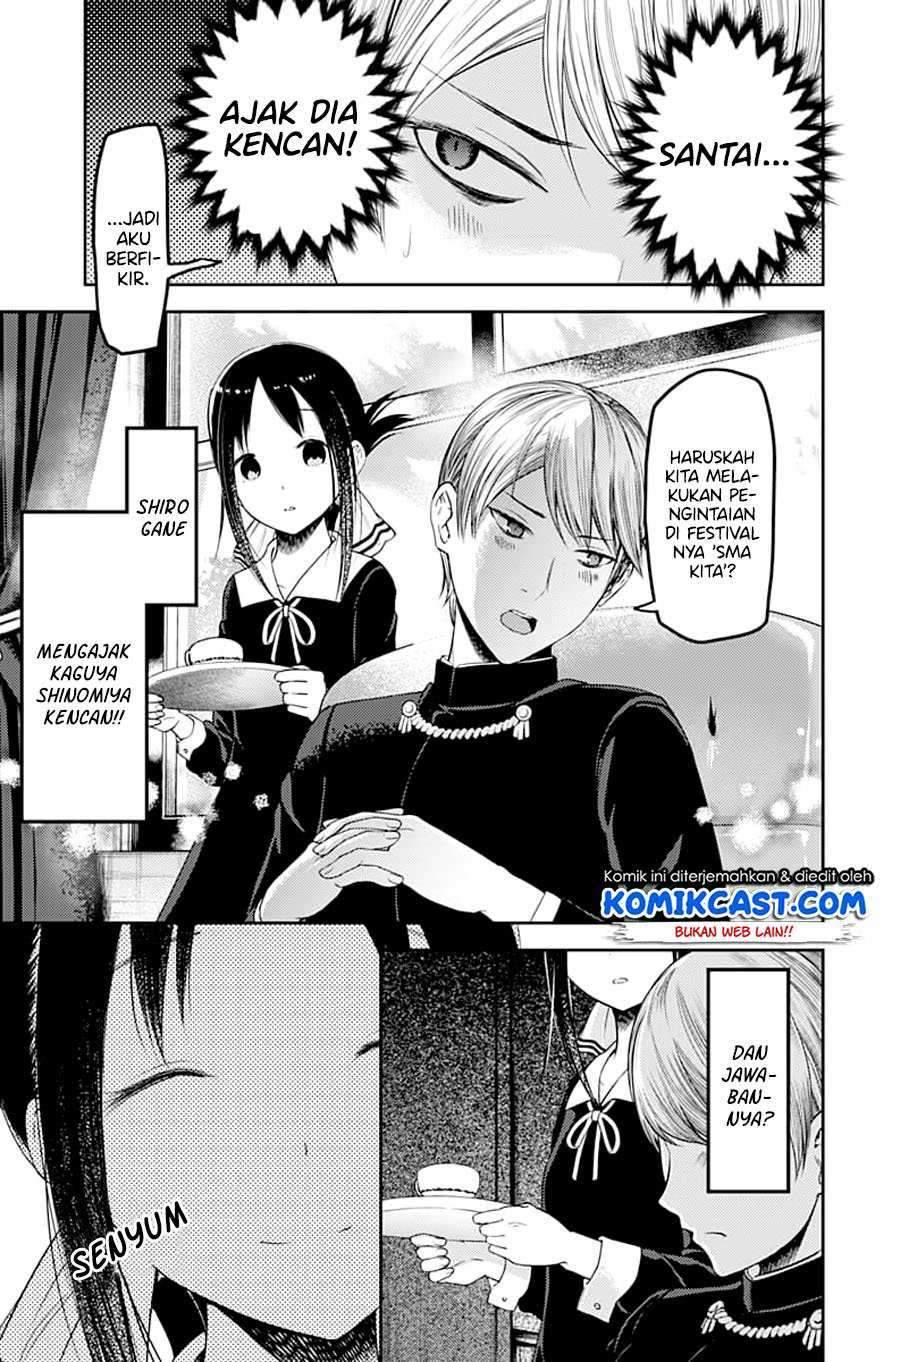 SANTAI...
AJAK DIA
KENCAN!
...JADI
AKU
BERFI-
KIR.
HARUSKAH
KITA MELA-
KUKAN PE-
NGINTAIAN
DI FESTIVAL
NYA 'SMA
KITA'?
SHIRO
GANE
MENGAJAK
KAGUYA
SHINOMIYA
KENCAN!!
Komik ini diterjemahkan & diedit oleh
KOMIKCAST.COM
BUKAN WEB LAIN!!
DAN
JAWA-
BAN-
NYA?
SENYUM